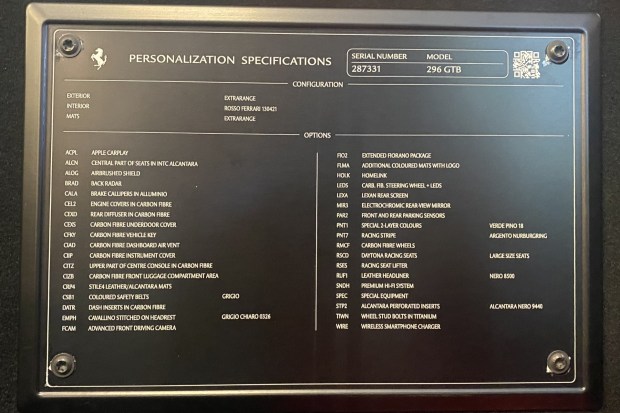 PERSONALIZATION SPECIFICATIONS
SERIAL NUMBER MODEL
287331 296 GTB
CONFIGURATION
EXTERIOR EXTRARANGE
INTERIOR ROSSO FERRARI 130421
MATS EXTRARANGE
OPTIONS
ACPL APPLE CARPLAY
ALCN CENTRAL PART OF SEATS IN INTC ALCANTARA
ALOG AIRBRUSHED SHIELD
BRAD BACK RADAR
CALA BRAKE CALLIPERS IN ALLUMINIO
CEL2 ENGINE COVERS IN CARBON FIBRE
CEXD REAR DIFFUSER IN CARBON FIBRE
CEXS CARBON FIBRE UNDERDOOR COVER
CFKY CARBON FIBRE VEHICLE KEY
CIAD CARBON FIBRE DASHBOARD AIR VENT
CIIP CARBON FIBRE INSTRUMENT COVER
CITZ UPPER PART OF CENTRE CONSOLE IN CARBON FIBRE
CIZB CARBON FIBRE FRONT LUGGAGE COMPARTMENT AREA
CRP4 STILE4 LEATHER/ALCANTARA MATS
CSB1 COLOURED SAFETY BELTS GRIGIO
DATR DASH INSERTS IN CARBON FIBRE
EMPH CAVALLINO STITCHED ON HEADREST GRIGIO CHIARO 0326
FCAM ADVANCED FRONT DRIVING CAMERA
FIO2 EXTENDED FIORANO PACKAGE
FLMA ADDITIONAL COLOURED MATS WITH LOGO
HOLK HOMELINK
LEDS CARB. FIB. STEERING WHEEL + LEDS
LEXA LEXAN REAR SCREEN
MIR3 ELECTROCHROMIC REAR-VIEW MIRROR
PAR2 FRONT AND REAR PARKING SENSORS
PNT1 SPECIAL 2-LAYER COLOURS VERDE PINO 18
PNT7 RACING STRIPE ARGENTO NURBURGRING
RMCF CARBON FIBRE WHEELS
RSCD DAYTONA RACING SEATS LARGE SIZE SEATS
RSES RACING SEAT LIFTER
RUF1 LEATHER HEADLINER NERO 8500
SNDH PREMIUM HI-FI SYSTEM
SPEC SPECIAL EQUIPMENT
STP2 ALCANTARA PERFORATED INSERTS ALCANTARA NERO 9440
TIWN WHEEL STUD BOLTS IN TITANIUM
WIRE WIRELESS SMARTPHONE CHARGER